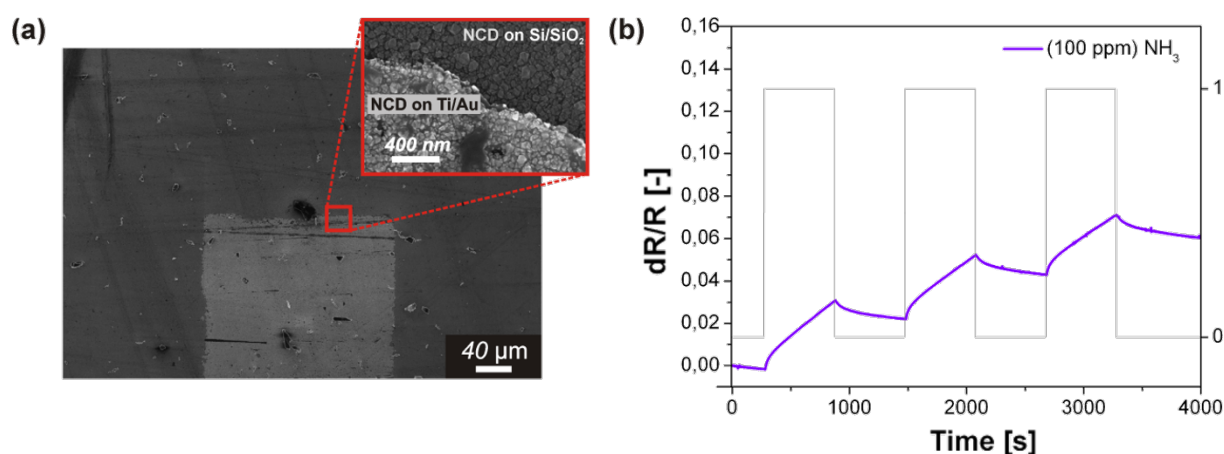 (a)
NCD on Si/SiO₂
NCD on Ti/Au
400 nm
40 µm
(b)
(100 ppm) NH₃
dR/R [-]
0,16
0,14
0,12
0,10
0,08
0,06
0,04
0,02
0,00
1
0
0
1000
2000
3000
4000
Time [s]